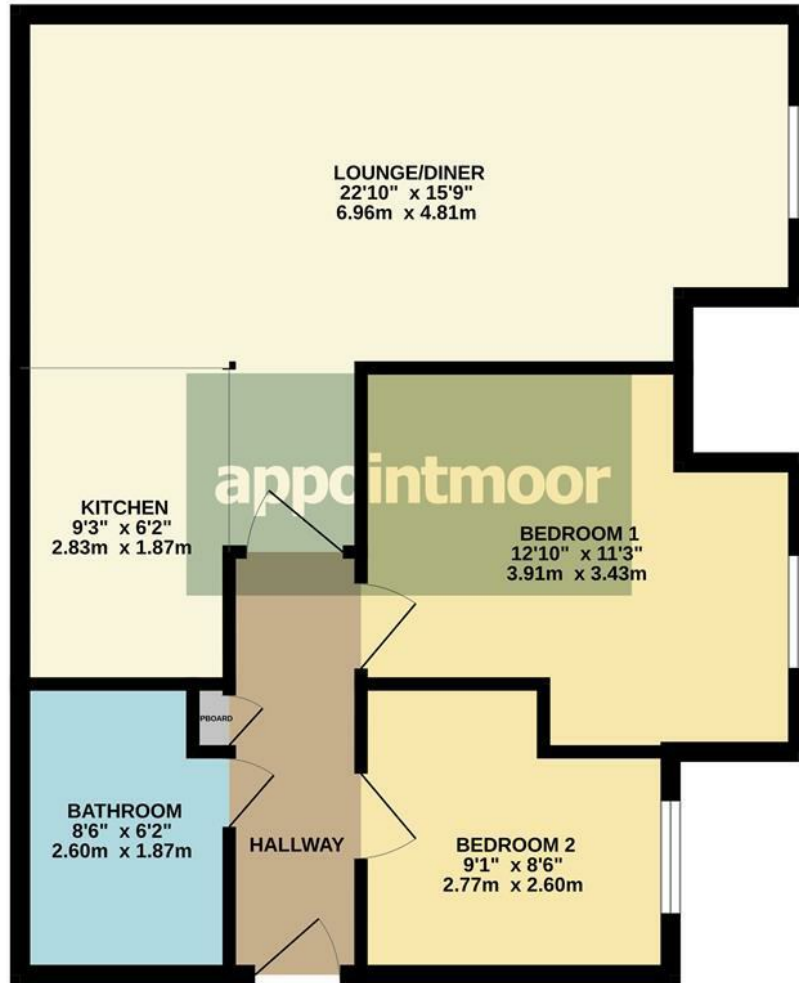 LOUNGE/DINER
22'10" x 15'9"
6.96m x 4.81m
appointmoor
KITCHEN
9'3" x 6'2"
2.83m x 1.87m
BEDROOM 1
12'10" x 11'3"
3.91m x 3.43m
PBOARD
BATHROOM
8'6" x 6'2"
2.60m x 1.87m
HALLWAY
BEDROOM 2
9'1" x 8'6"
2.77m x 2.60m